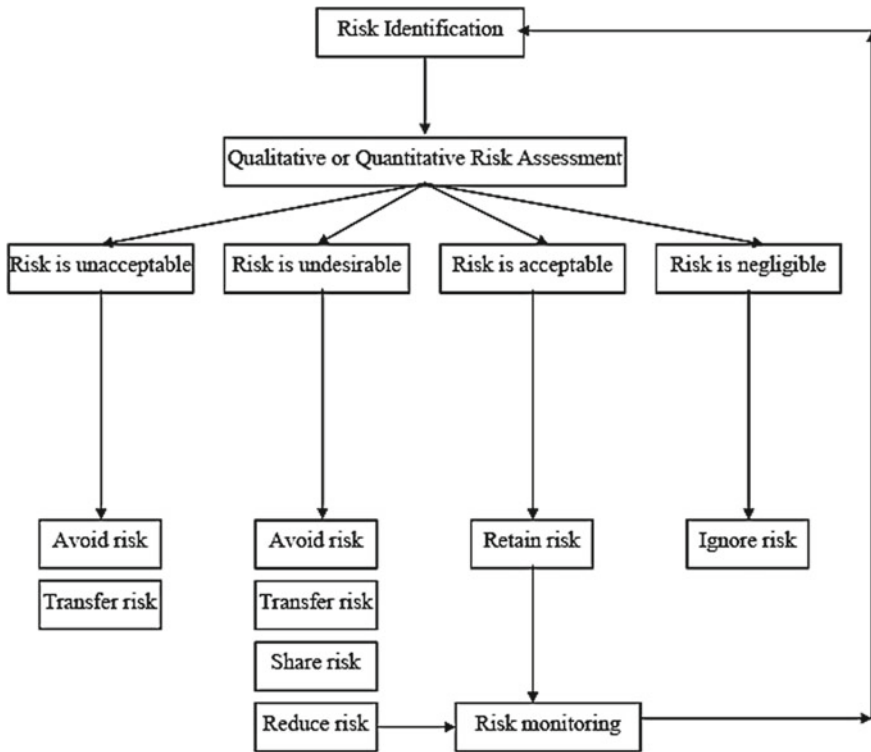 Risk Identification
Qualitative or Quantitative Risk Assessment
Risk is unacceptable
Risk is undesirable
Risk is acceptable
Risk is negligible
Avoid risk
Avoid risk
Retain risk
Ignore risk
Transfer risk
Transfer risk
Share risk
Reduce risk
Risk monitoring